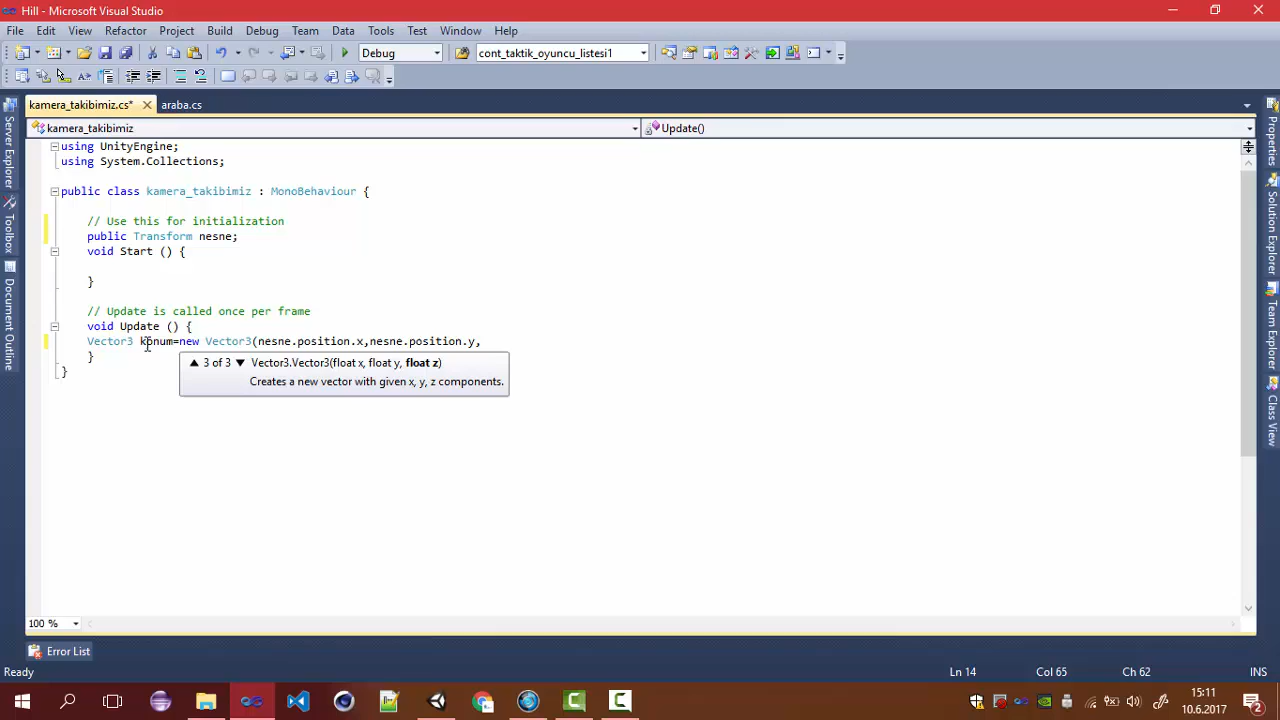 Hill - Microsoft Visual Studio
File Edit View Refactor Project Build Debug Team Data Tools Test Window Help
Debug cont_taktik_oyuncu_listesi1
kamera_takibimiz.cs* araba.cs
kamera_takibimiz Update()
using UnityEngine;
using System.Collections;
public class kamera_takibimiz : MonoBehaviour {
// Use this for initialization
public Transform nesne;
void Start () {
}
// Update is called once per frame
void Update () {
Vector3 konum=new Vector3(nesne.position.x,nesne.position.y,
}
}
3 of 3 Vector3.Vector3(float x, float y, float z)
Creates a new vector with given x, y, z components.
Server Explorer
Toolbox
Document Outline
Properties
Solution Explorer
Team Explorer
Class View
100 %
Error List
Ready Ln 14 Col 65 Ch 62 INS
15:11
10.6.2017
2